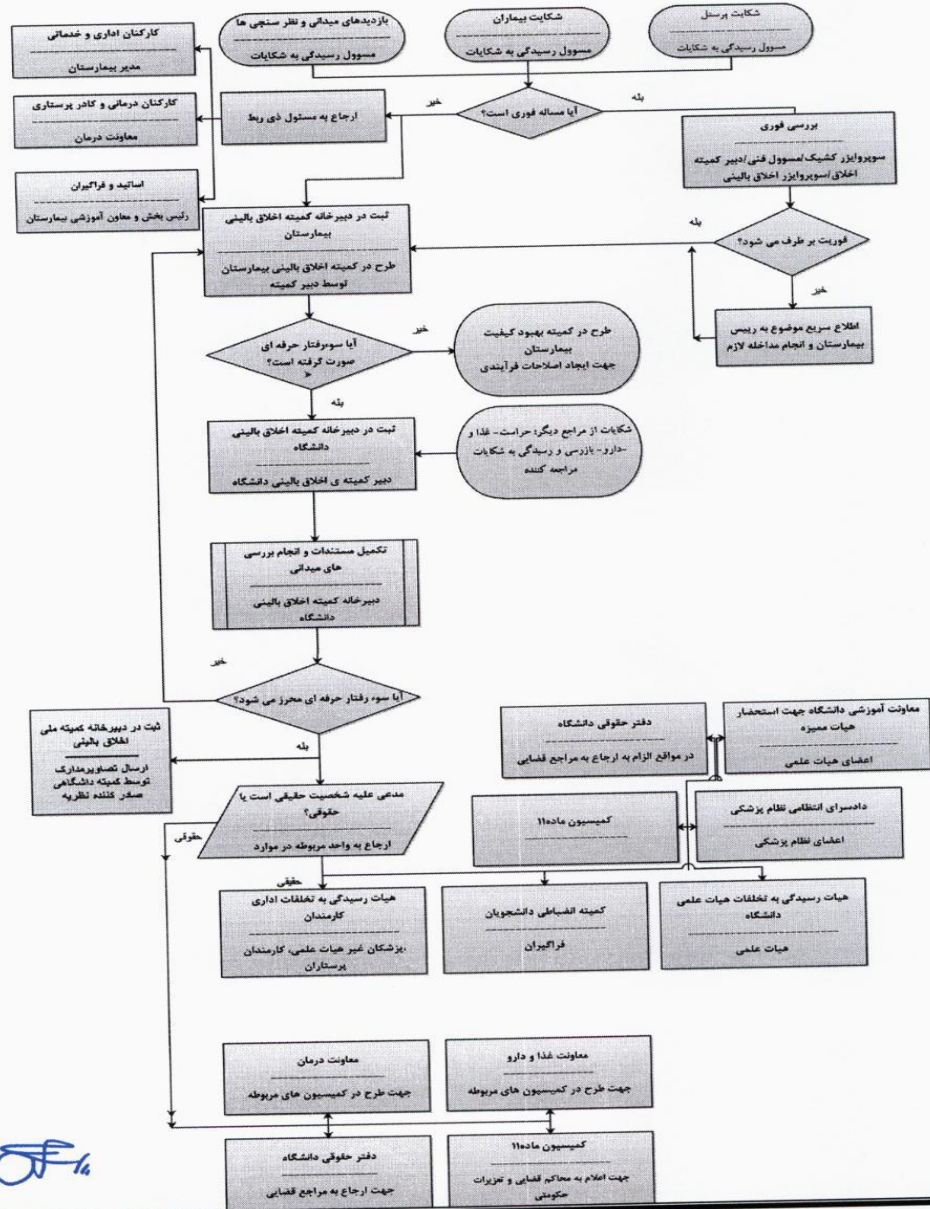 شکایت پرسنل
مسوول رسیدگی به شکایات
شکایت بیماران
مسوول رسیدگی به شکایات
بازدیدهای میدانی و نظر سنجی ها
مسوول رسیدگی به شکایات
کارکنان اداری و خدماتی
مدیر بیمارستان
کارکنان درمانی و کادر پرستاری
معاونت درمان
اساتید و فراگیران
رئیس بخش و معاون آموزشی بیمارستان
ارجاع به مسئول ذی ربط
خیر
آیا مساله فوری است؟
بله
بررسی فوری
سوپروایزر کشیک/مسوول فنی/دبیر کمیته
اخلاق/سوپروایزر اخلاق بالینی
فوریت بر طرف می شود؟
بله
خیر
اطلاع سریع موضوع به رییس
بیمارستان و انجام مداخله لازم
ثبت در دبیرخانه کمیته اخلاق بالینی
بیمارستان
طرح در کمیته اخلاق بالینی بیمارستان
توسط دبیر کمیته
آیا سوءرفتار حرفه ای
صورت گرفته است؟
خیر
طرح در کمیته بهبود کیفیت
بیمارستان
جهت ایجاد اصلاحات فرآیندی
بله
ثبت در دبیرخانه کمیته اخلاق بالینی
دانشگاه
دبیر کمیته ی اخلاق بالینی دانشگاه
شکایات از مراجع دیگر: حراست- غذا و
دارو- بازرسی و رسیدگی به شکایات-
مراجعه کننده
تکمیل مستندات و انجام بررسی
های میدانی
دبیرخانه کمیته اخلاق بالینی
دانشگاه
خیر
آیا سوء رفتار حرفه ای محرز می شود؟
بله
ثبت در دبیرخانه کمیته ملی
اخلاق بالینی
ارسال تصاویرمدارک
توسط کمیته دانشگاهی
صادر کننده نظریه
مدعی علیه شخصیت حقیقی است یا
حقوقی؟
ارجاع به واحد مربوطه در موارد
حقوقی
حقیقی
دفتر حقوقی دانشگاه
در مواقع الزام به ارجاع به مراجع قضایی
معاونت آموزشی دانشگاه جهت استحضار
هیات ممیزه
اعضای هیات علمی
کمیسیون ماده۱۱
دادسرای انتظامی نظام پزشکی
اعضای نظام پزشکی
هیات رسیدگی به تخلفات اداری
کارمندان
پزشکان غیر هیات علمی، کارمندان،
پرستاران
کمیته انضباطی دانشجویان
فراگیران
هیات رسیدگی به تخلفات هیات علمی
دانشگاه
هیات علمی
معاونت درمان
جهت طرح در کمیسیون های مربوطه
معاونت غذا و دارو
جهت طرح در کمیسیون های مربوطه
دفتر حقوقی دانشگاه
جهت ارجاع به مراجع قضایی
کمیسیون ماده۱۱
جهت اعلام به محاکم قضایی و تعزیرات
حکومتی